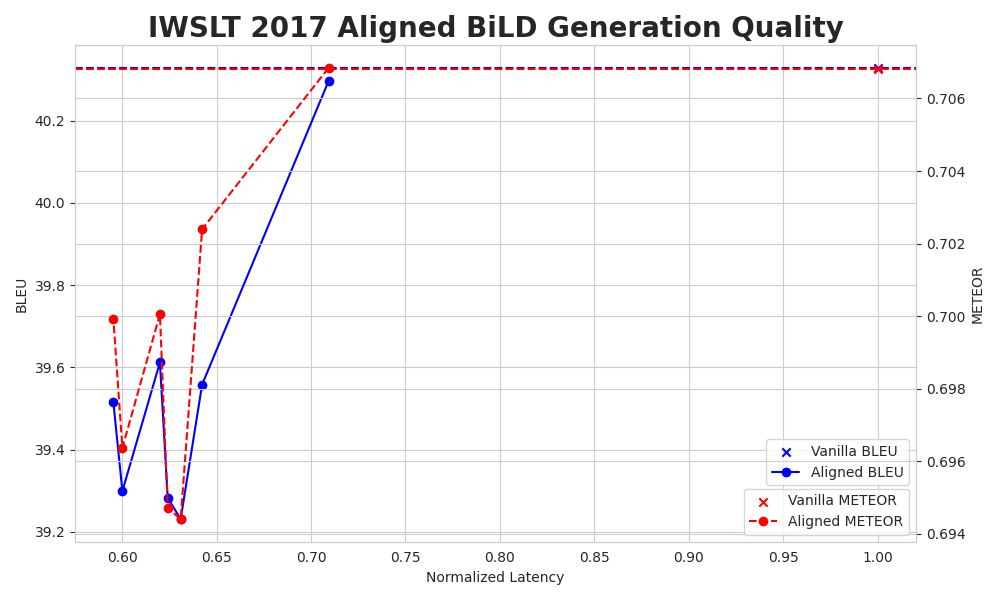 IWSLT 2017 Aligned BiLD Generation Quality
BLEU
40.2
40.0
39.8
39.6
39.4
39.2
0.706
0.704
0.702
0.700
0.698
0.696
0.694
METEOR
Vanilla BLEU
Aligned BLEU
Vanilla METEOR
Aligned METEOR
0.60 0.65 0.70 0.75 0.80 0.85 0.90 0.95 1.00
Normalized Latency